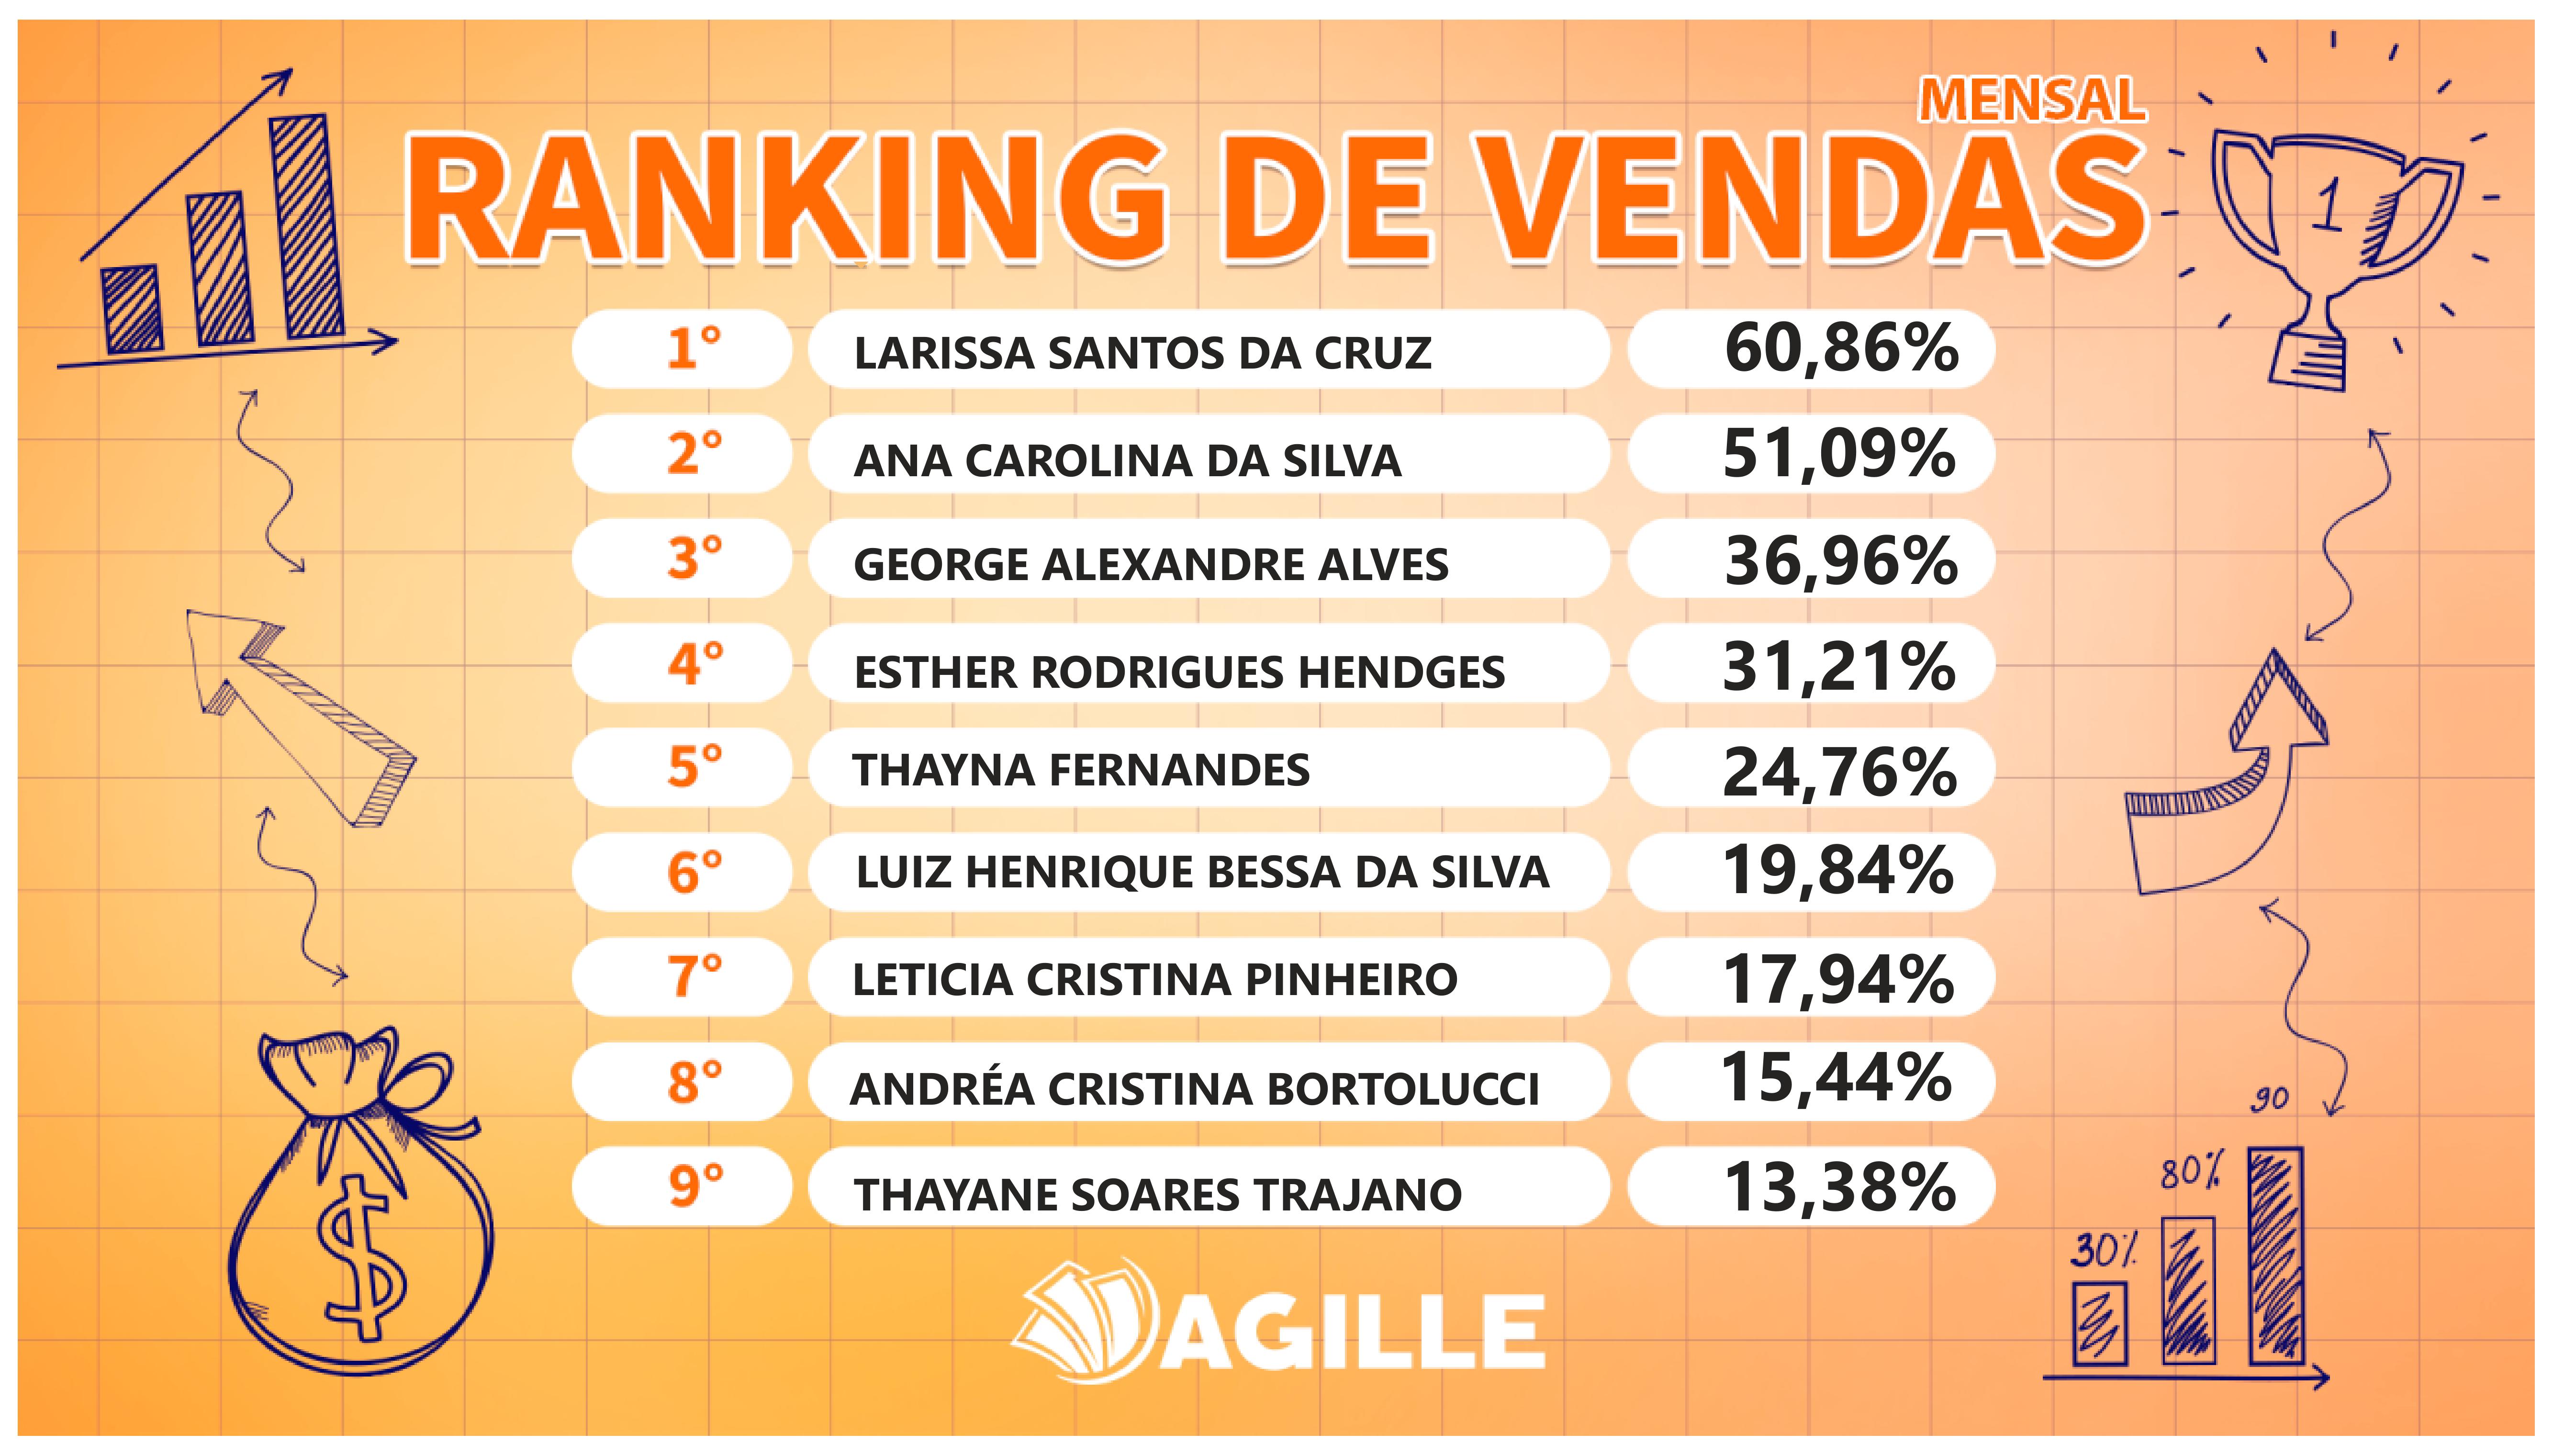 MENSAL
RANKING DE VENDAS
1
1° LARISSA SANTOS DA CRUZ 60,86%
2° ANA CAROLINA DA SILVA 51,09%
3° GEORGE ALEXANDRE ALVES 36,96%
4° ESTHER RODRIGUES HENDGES 31,21%
5° THAYNA FERNANDES 24,76%
6° LUIZ HENRIQUE BESSA DA SILVA 19,84%
7° LETICIA CRISTINA PINHEIRO 17,94%
8° ANDRÉA CRISTINA BORTOLUCCI 15,44%
9° THAYANE SOARES TRAJANO 13,38%
90
80%
30%
$
AGILLE